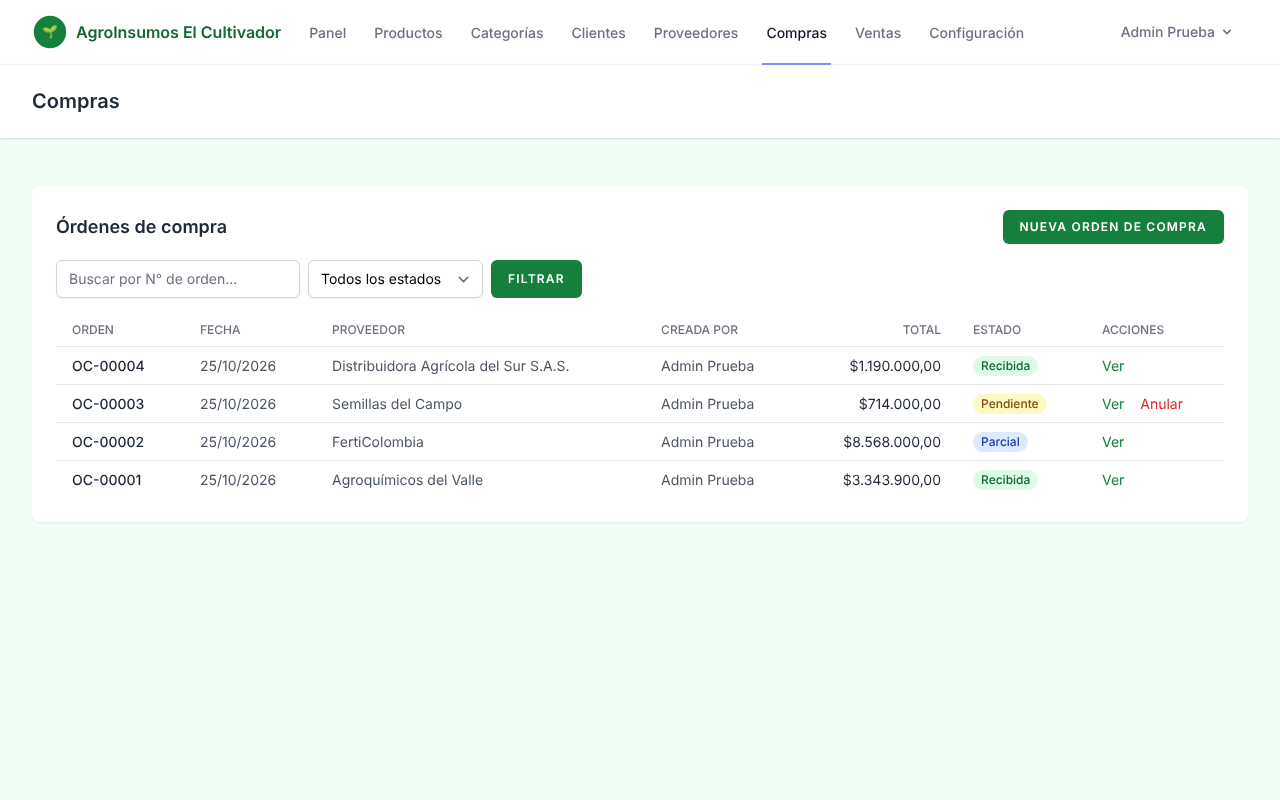 AgroInsumos El Cultivador Panel Productos Categorías Clientes Proveedores Compras Ventas Configuración Admin Prueba
Compras
Órdenes de compra NUEVA ORDEN DE COMPRA
Buscar por N° de orden... Todos los estados FILTRAR
ORDEN FECHA PROVEEDOR CREADA POR TOTAL ESTADO ACCIONES
OC-00004 25/10/2026 Distribuidora Agrícola del Sur S.A.S. Admin Prueba $1.190.000,00 Recibida Ver
OC-00003 25/10/2026 Semillas del Campo Admin Prueba $714.000,00 Pendiente Ver Anular
OC-00002 25/10/2026 FertiColombia Admin Prueba $8.568.000,00 Parcial Ver
OC-00001 25/10/2026 Agroquímicos del Valle Admin Prueba $3.343.900,00 Recibida Ver